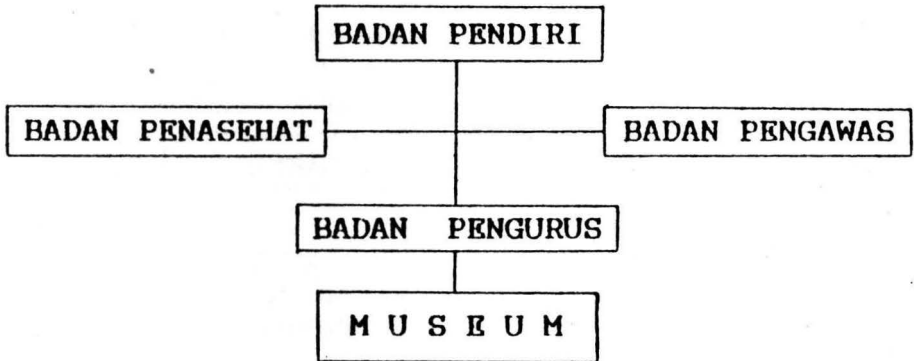 BADAN PENDIRI
BADAN PENASEHAT
BADAN PENGAWAS
BADAN PENGURUS
M U S E U M